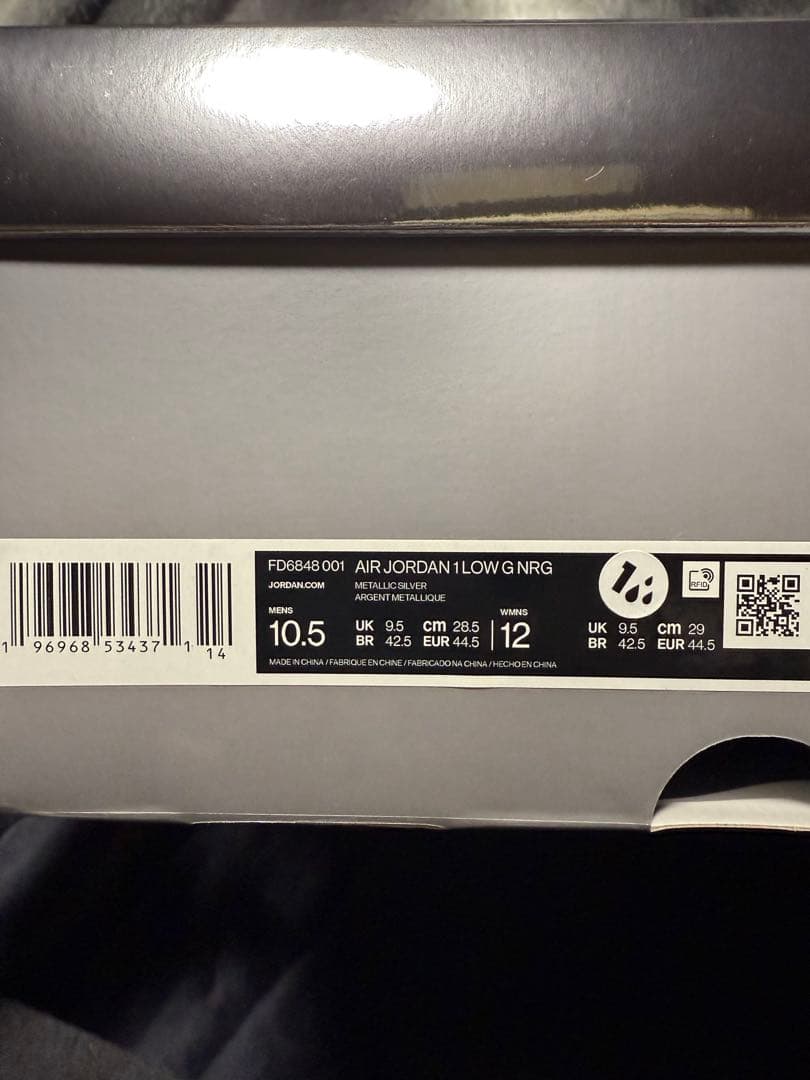 FD6848 001 AIR JORDAN 1 LOW G NRG
JORDAN.COM METALLIC SILVER
ARGENT METALLIQUE
MENS
10.5
UK 9.5 cm 28.5
BR 42.5 EUR 44.5
WMNS
12
UK 9.5 cm 29
BR 42.5 EUR 44.5
MADE IN CHINA / FABRIQUE EN CHINE / FABRICADO NA CHINA / HECHO EN CHINA
RFID
1 96968 53437 1 14